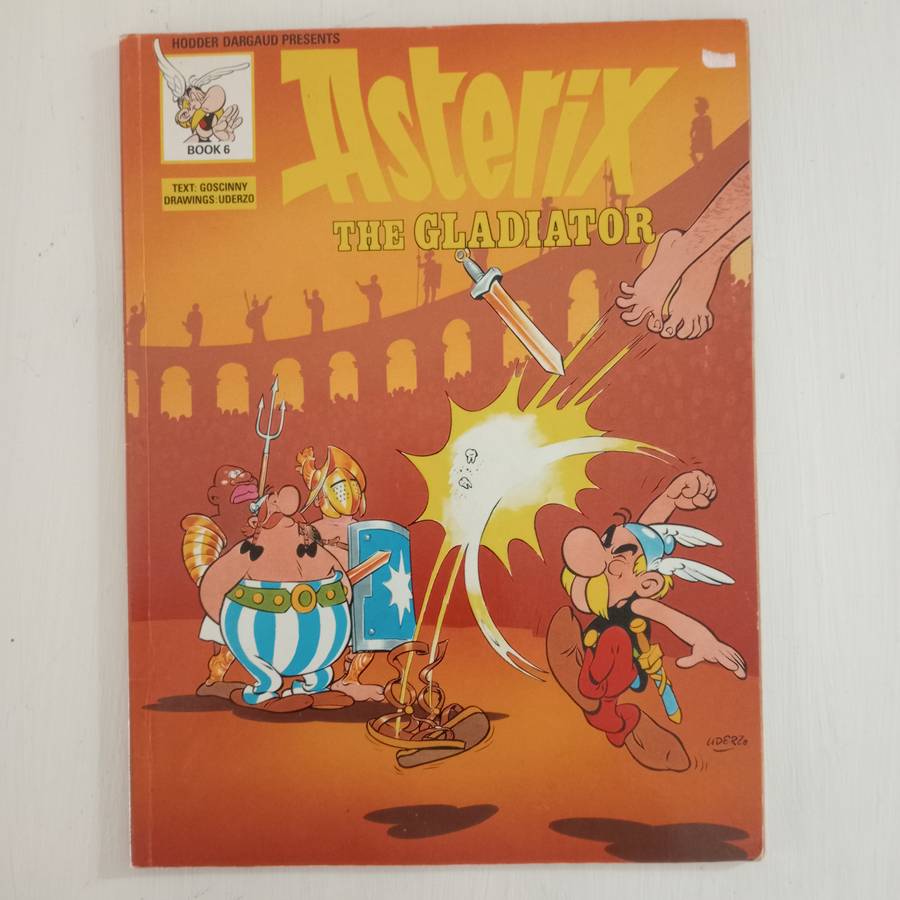 HODDER DARGAUD PRESENTS
Asterix
BOOK 6
TEXT: GOSCINNY
DRAWINGS: UDERZO
THE GLADIATOR
UDERZO